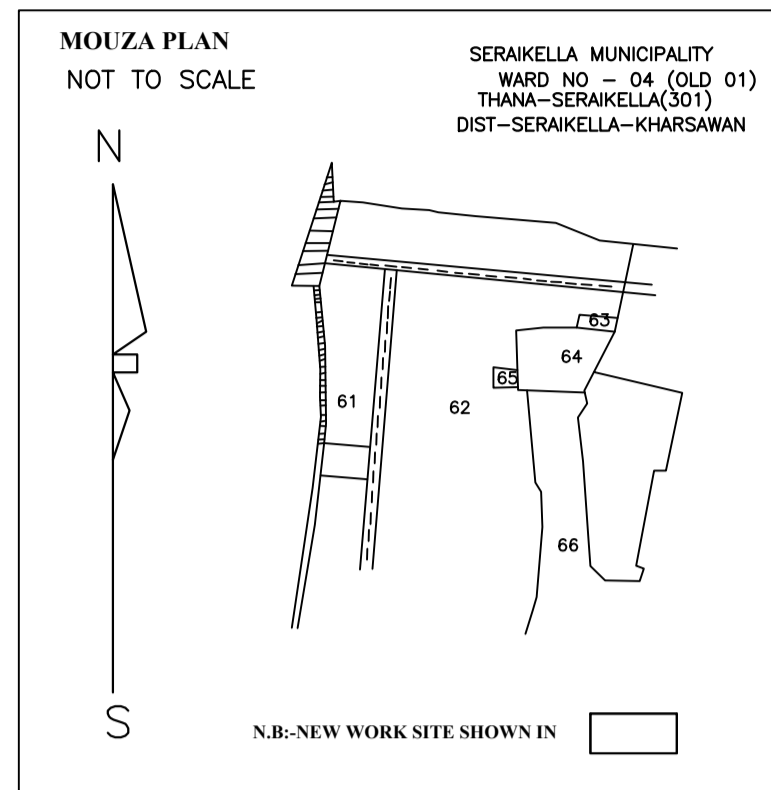 MOUZA PLAN
NOT TO SCALE
SERAIKELLA MUNICIPALITY
WARD NO - 04 (OLD 01)
THANA-SERAIKELLA(301)
DIST-SERAIKELLA-KHARSAWAN
N
63
64
65
61
62
66
S
N.B:-NEW WORK SITE SHOWN IN